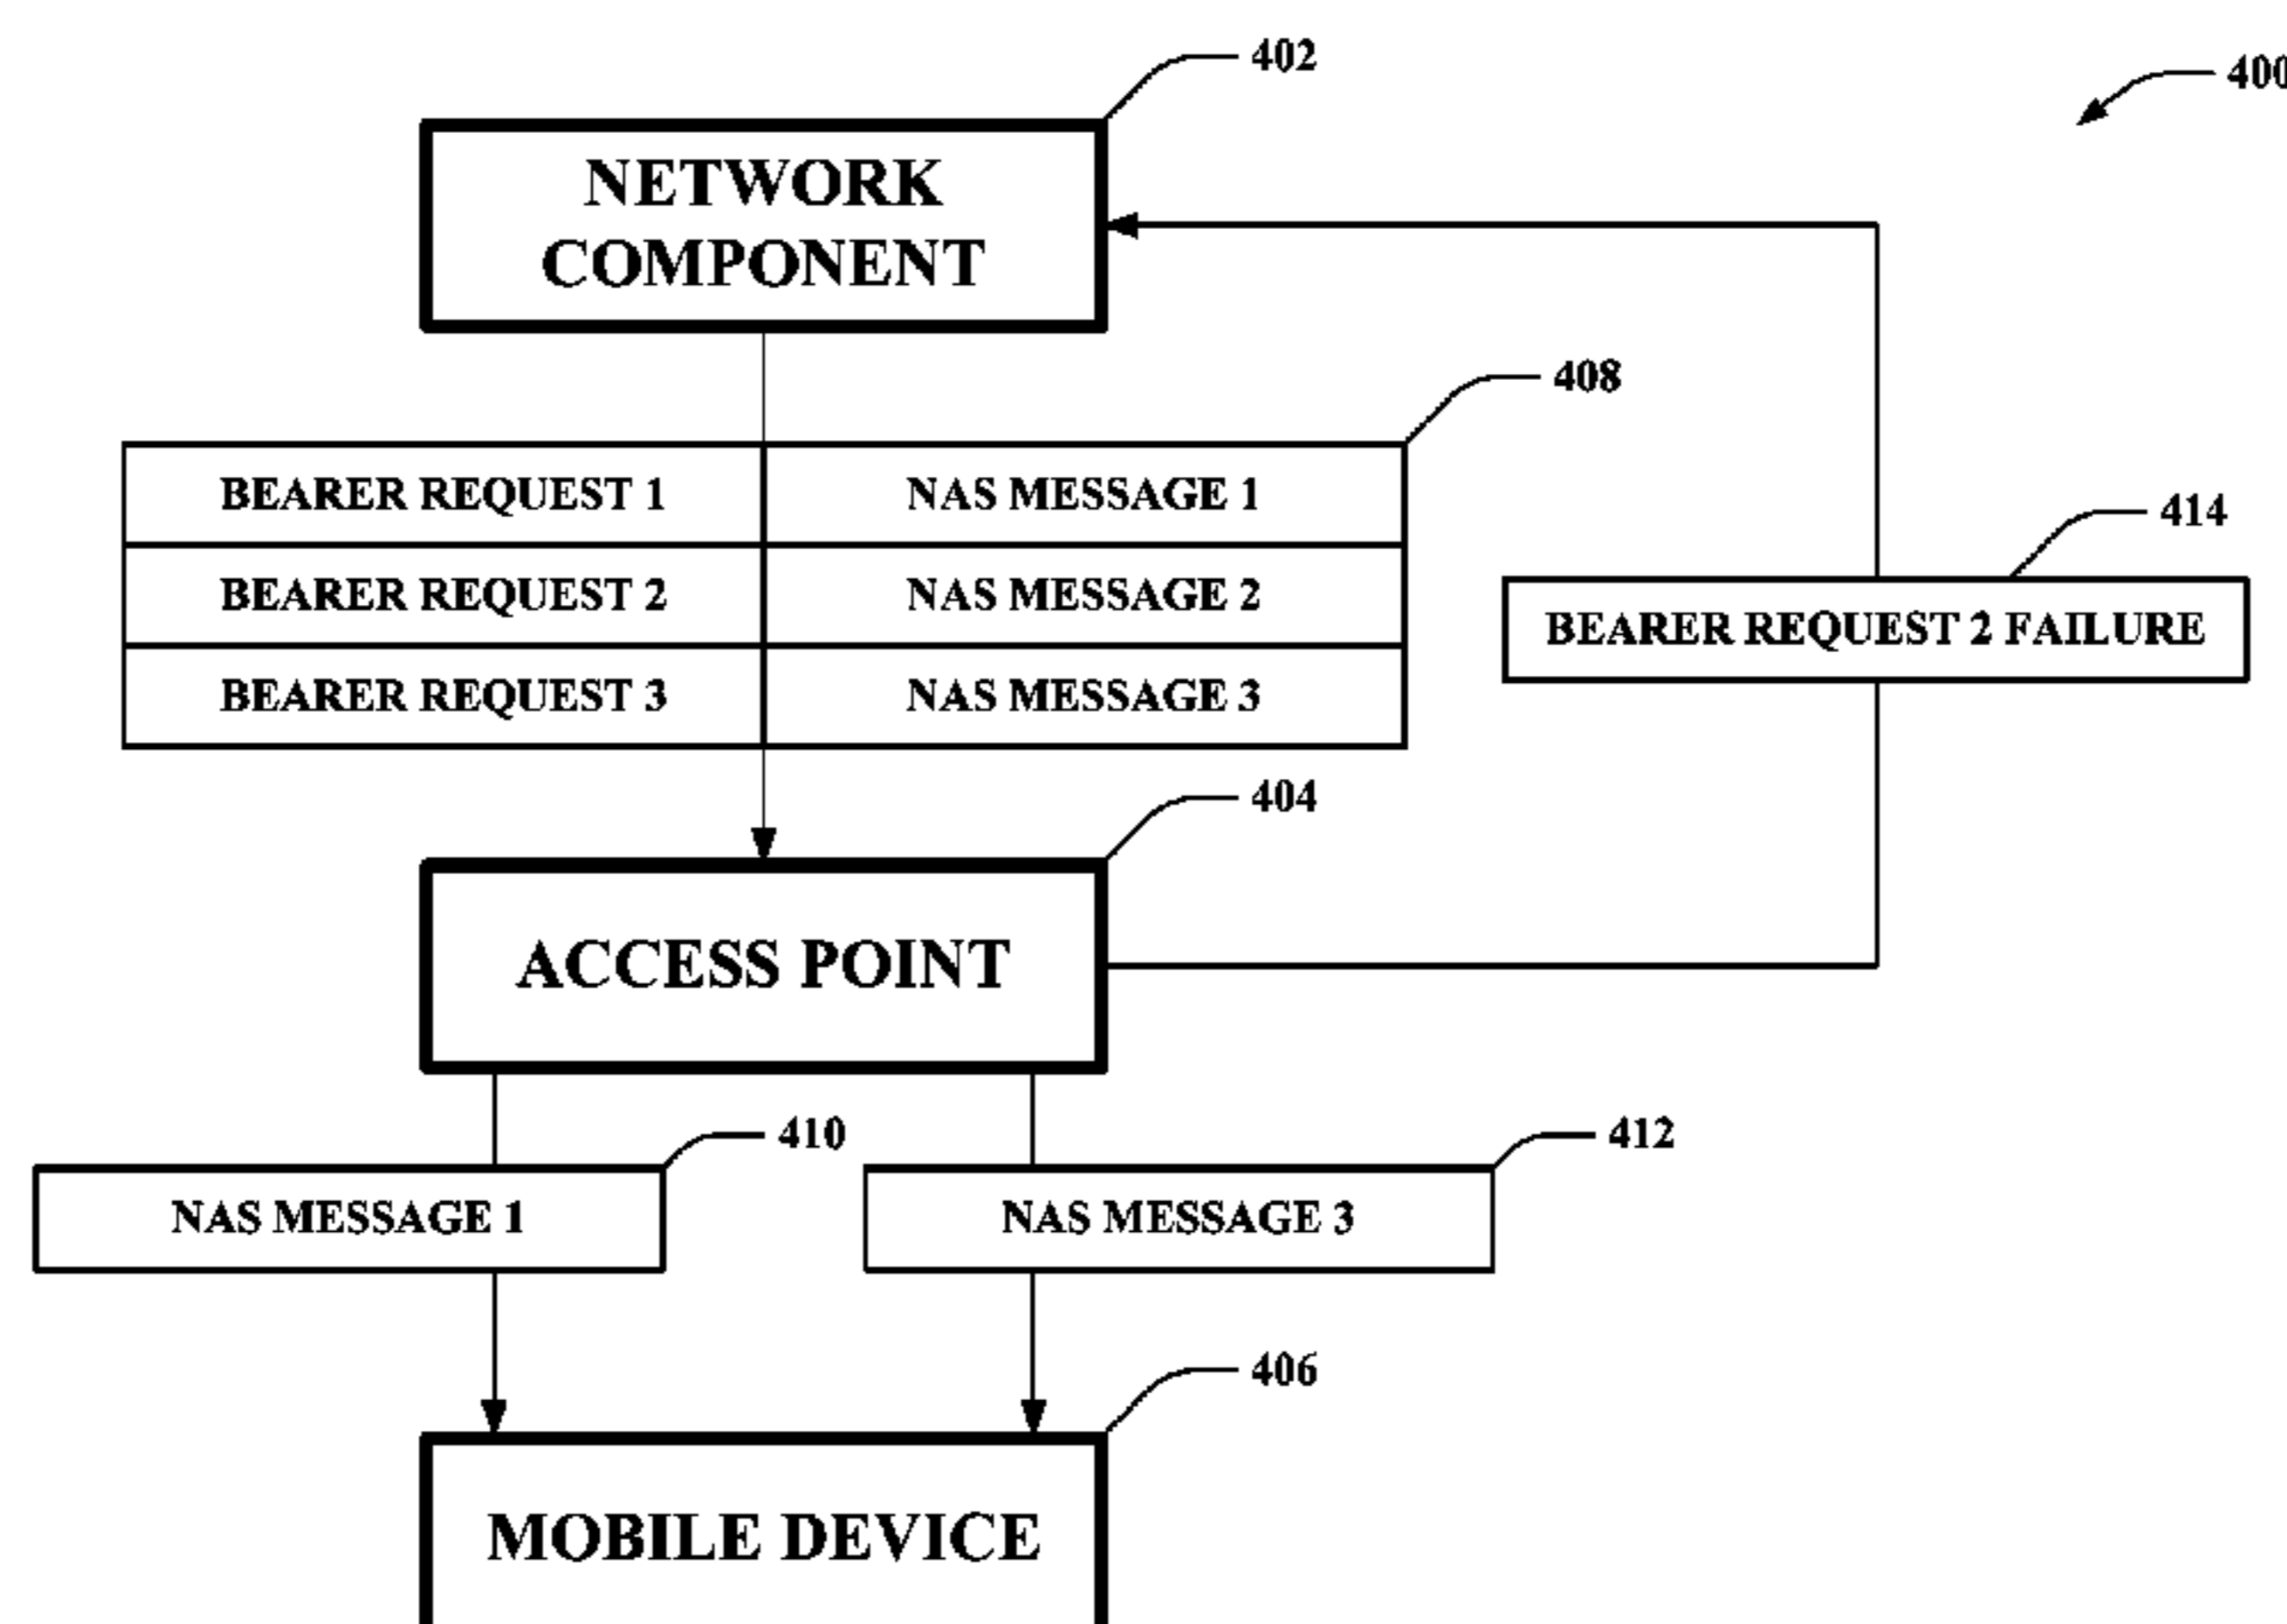 402
400
NETWORK
COMPONENT
408
BEARER REQUEST 1 NAS MESSAGE 1
414
BEARER REQUEST 2 NAS MESSAGE 2
BEARER REQUEST 2 FAILURE
BEARER REQUEST 3 NAS MESSAGE 3
404
ACCESS POINT
410
412
NAS MESSAGE 1
NAS MESSAGE 3
406
MOBILE DEVICE